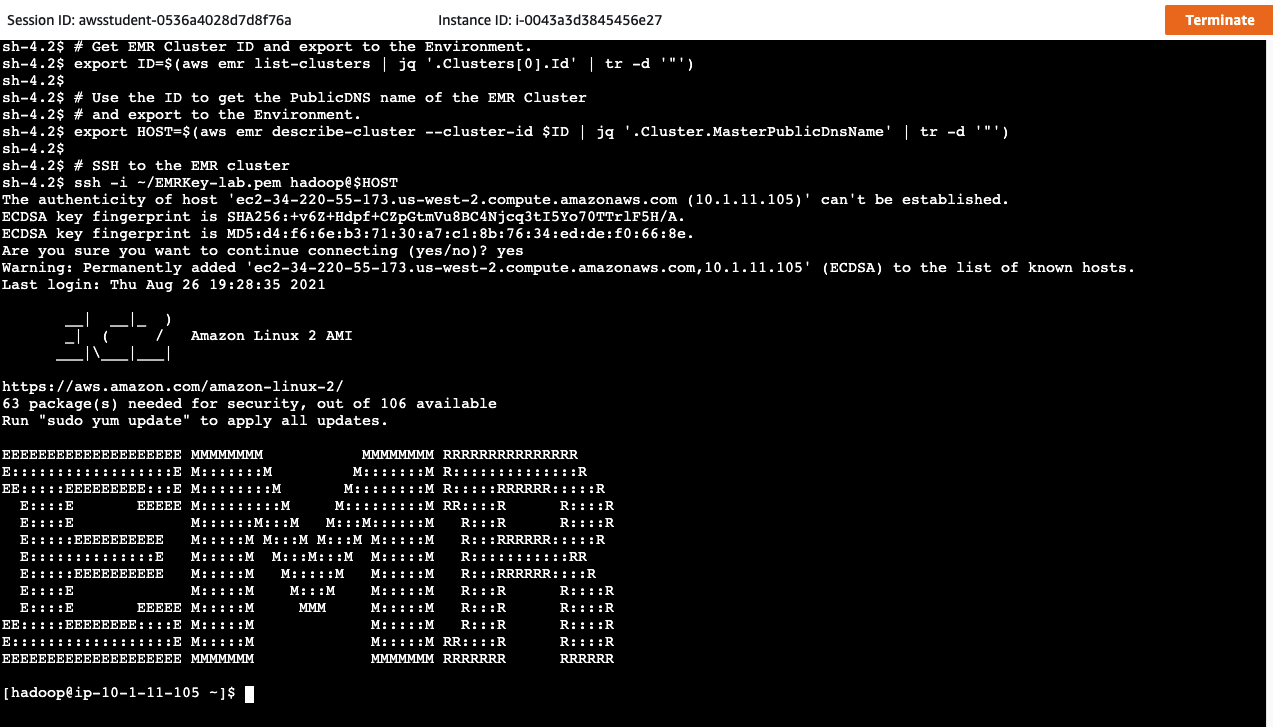 Session ID: awsstudent-0536a4028d7d8f76a Instance ID: i-0043a3d3845456e27 Terminate
sh-4.2$ # Get EMR Cluster ID and export to the Environment.
sh-4.2$ export ID=$(aws emr list-clusters | jq '.Clusters[0].Id' | tr -d '"')
sh-4.2$
sh-4.2$ # Use the ID to get the PublicDNS name of the EMR Cluster
sh-4.2$ # and export to the Environment.
sh-4.2$ export HOST=$(aws emr describe-cluster --cluster-id $ID | jq '.Cluster.MasterPublicDnsName' | tr -d '"')
sh-4.2$
sh-4.2$ # SSH to the EMR cluster
sh-4.2$ ssh -i ~/EMRKey-lab.pem hadoop@$HOST
The authenticity of host 'ec2-34-220-55-173.us-west-2.compute.amazonaws.com (10.1.11.105)' can't be established.
ECDSA key fingerprint is SHA256:+v6Z+Hdpf+CZpGtmVu8BC4Njcq3tI5Yo70TTrlF5H/A.
ECDSA key fingerprint is MD5:d4:f6:6e:b3:71:30:a7:c1:8b:76:34:ed:de:f0:66:8e.
Are you sure you want to continue connecting (yes/no)? yes
Warning: Permanently added 'ec2-34-220-55-173.us-west-2.compute.amazonaws.com,10.1.11.105' (ECDSA) to the list of known hosts.
Last login: Thu Aug 26 19:28:35 2021

       __|  __|_  )
       _|  (     /   Amazon Linux 2 AMI
      ___|\___|___|

https://aws.amazon.com/amazon-linux-2/
63 package(s) needed for security, out of 106 available
Run "sudo yum update" to apply all updates.

EEEEEEEEEEEEEEEEEEEE MMMMMMMM           MMMMMMMM RRRRRRRRRRRRRRR
E::::::::::::::::::E M:::::::M         M:::::::M R::::::::::::::R
EE:::::EEEEEEEEE:::E M::::::::M       M::::::::M R:::::RRRRRR:::::R
  E::::E       EEEEE M:::::::::M     M:::::::::M RR::::R      R::::R
  E::::E             M::::::M:::M   M:::M::::::M   R:::R      R::::R
  E:::::EEEEEEEEEE   M:::::M M:::M M:::M M:::::M   R:::RRRRRR:::::R
  E::::::::::::::E   M:::::M  M:::M:::M  M:::::M   R:::::::::::RR
  E:::::EEEEEEEEEE   M:::::M   M:::::M   M:::::M   R:::RRRRRR::::R
  E::::E             M:::::M    M:::M    M:::::M   R:::R      R::::R
  E::::E       EEEEE M:::::M     MMM     M:::::M   R:::R      R::::R
EE:::::EEEEEEEE::::E M:::::M             M:::::M   R:::R      R::::R
E::::::::::::::::::E M:::::M             M:::::M RR::::R      R::::R
EEEEEEEEEEEEEEEEEEEE MMMMMMM             MMMMMMM RRRRRRR      RRRRRR

[hadoop@ip-10-1-11-105 ~]$